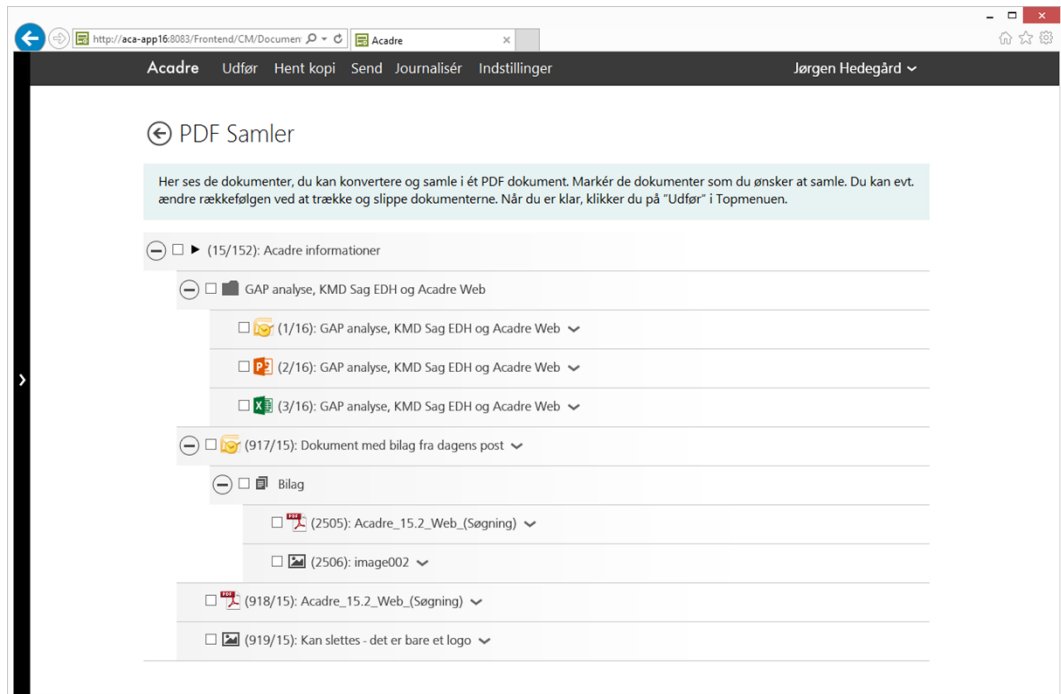 http://aca-app16:8083/Frontend/CM/Documen
Acadre
Acadre Udfør Hent kopi Send Journalisér Indstillinger Jørgen Hedegård
PDF Samler
Her ses de dokumenter, du kan konvertere og samle i ét PDF dokument. Markér de dokumenter som du ønsker at samle. Du kan evt.
ændre rækkefølgen ved at trække og slippe dokumenterne. Når du er klar, klikker du på "Udfør" i Topmenuen.
(15/152): Acadre informationer
GAP analyse, KMD Sag EDH og Acadre Web
(1/16): GAP analyse, KMD Sag EDH og Acadre Web
(2/16): GAP analyse, KMD Sag EDH og Acadre Web
(3/16): GAP analyse, KMD Sag EDH og Acadre Web
(917/15): Dokument med bilag fra dagens post
Bilag
(2505): Acadre_15.2_Web_(Søgning)
(2506): image002
(918/15): Acadre_15.2_Web_(Søgning)
(919/15): Kan slettes - det er bare et logo